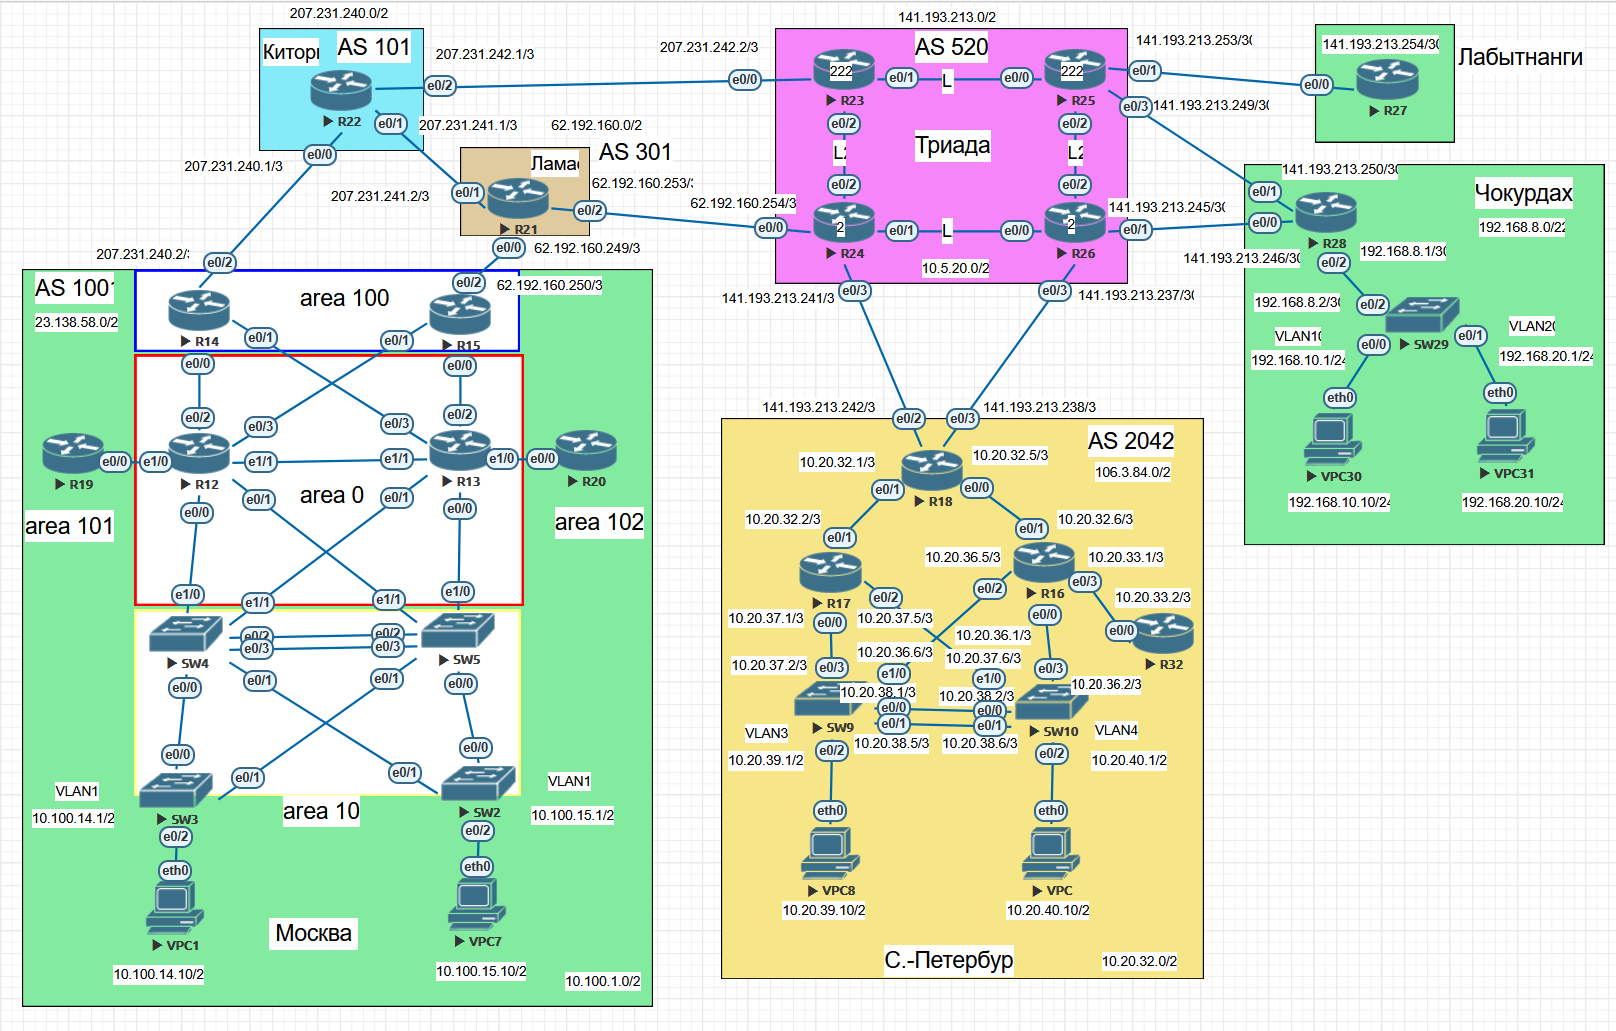 207.231.240.0/2
Киторн
AS 101
207.231.242.1/3
e0/2
R22
e0/1
207.231.241.1/3
e0/0
207.231.240.1/3
207.231.242.2/3
141.193.213.0/2
AS 520
e0/0
222
e0/1
L
e0/0
222
R23
R25
e0/2
e0/2
L2
L2
Триада
e0/2
e0/2
2
e0/1
L
e0/0
2
R24
R26
10.5.20.0/2
141.193.213.253/30
e0/1
e0/3
141.193.213.249/30
141.193.213.254/30
e0/0
R27
Лабытнанги
62.192.160.0/2
AS 301
Ламас
62.192.160.253/3
207.231.241.2/3
e0/1
e0/2
R21
e0/0
62.192.160.249/3
62.192.160.254/3
e0/0
141.193.213.245/30
e0/1
141.193.213.250/30
e0/1
Чокурдах
192.168.8.0/22
e0/0
R28
141.193.213.246/30
192.168.8.1/30
e0/2
192.168.8.2/30
e0/2
VLAN10
e0/0
SW29
e0/1
VLAN20
192.168.10.1/24
192.168.20.1/24
eth0
eth0
VPC30
VPC31
192.168.10.10/24
192.168.20.10/24
207.231.240.2/3
e0/2
e0/2
62.192.160.250/3
AS 1001
23.138.58.0/2
area 100
R14
e0/1
e0/1
R15
e0/0
e0/0
e0/2
e0/2
e0/3
e0/3
R19
e0/0
e1/0
R12
e1/1
e1/1
R13
e1/0
e0/0
R20
area 101
area 0
area 102
e0/1
e0/1
e0/0
e0/0
e1/0
e1/1
e1/1
e1/0
SW4
e0/2
e0/2
SW5
e0/3
e0/3
e0/0
e0/1
e0/1
e0/0
e0/0
e0/0
e0/1
e0/1
VLAN1
10.100.14.1/2
SW3
area 10
SW2
VLAN1
10.100.15.1/2
e0/2
e0/2
eth0
eth0
VPC1
VPC7
10.100.14.10/2
10.100.15.10/2
Москва
10.100.1.0/2
141.193.213.241/3
e0/3
e0/3
141.193.213.237/30
141.193.213.242/3
e0/2
e0/3
141.193.213.238/3
AS 2042
106.3.84.0/2
10.20.32.1/3
10.20.32.5/3
R18
e0/1
e0/0
10.20.32.2/3
10.20.32.6/3
e0/1
e0/1
R17
10.20.36.5/3
R16
10.20.33.1/3
e0/2
e0/2
e0/3
10.20.33.2/3
10.20.37.1/3
e0/0
10.20.37.5/3
e0/0
10.20.36.1/3
e0/0
R32
10.20.37.2/3
e0/3
10.20.36.6/3
10.20.37.6/3
e0/3
e1/0
e1/0
10.20.36.2/3
10.20.38.1/3
10.20.38.2/3
e0/0
e0/0
SW9
e0/1
e0/1
SW10
VLAN3
10.20.38.5/3
10.20.38.6/3
VLAN4
10.20.39.1/2
e0/2
e0/2
10.20.40.1/2
eth0
eth0
VPC8
VPC
10.20.39.10/2
10.20.40.10/2
С.-Петербур
10.20.32.0/2